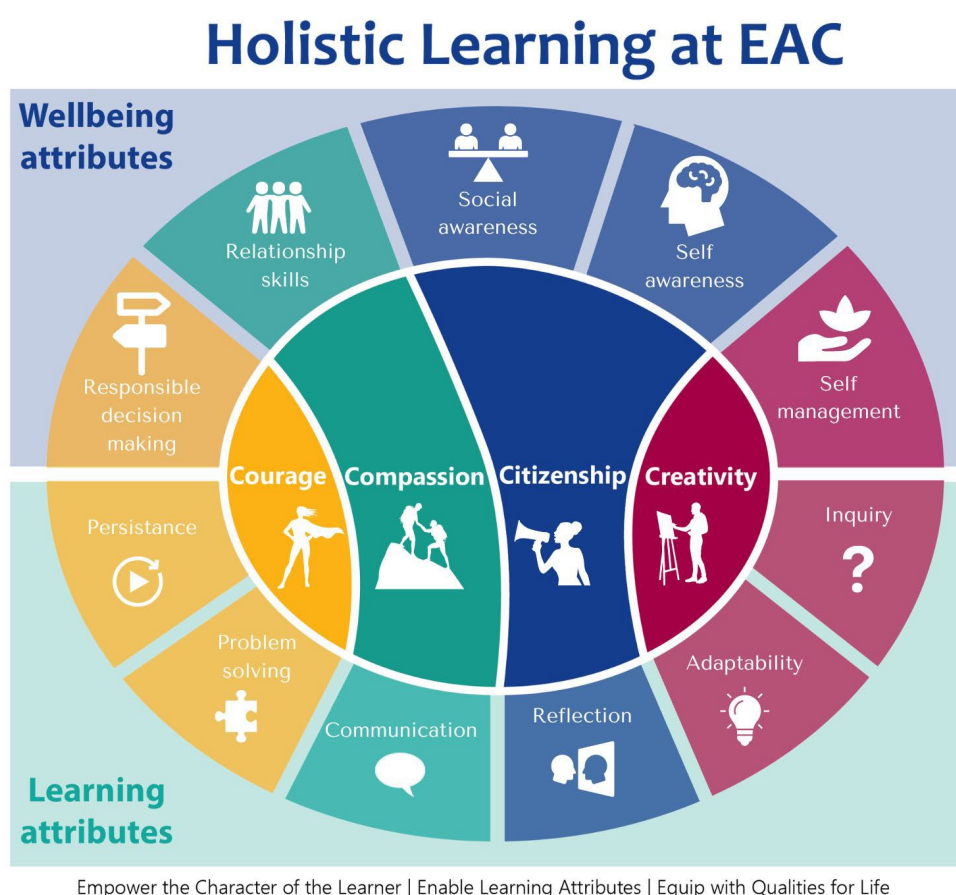 Holistic Learning at EAC
Wellbeing
attributes
Social
awareness
Relationship
skills
Self
awareness
Responsible
decision
making
Self
management
Courage
Compassion
Citizenship
Creativity
Persistance
Inquiry
Problem
solving
Adaptability
Communication
Reflection
?
Learning
attributes
Empower the Character of the Learner | Enable Learning Attributes | Equip with Qualities for Life